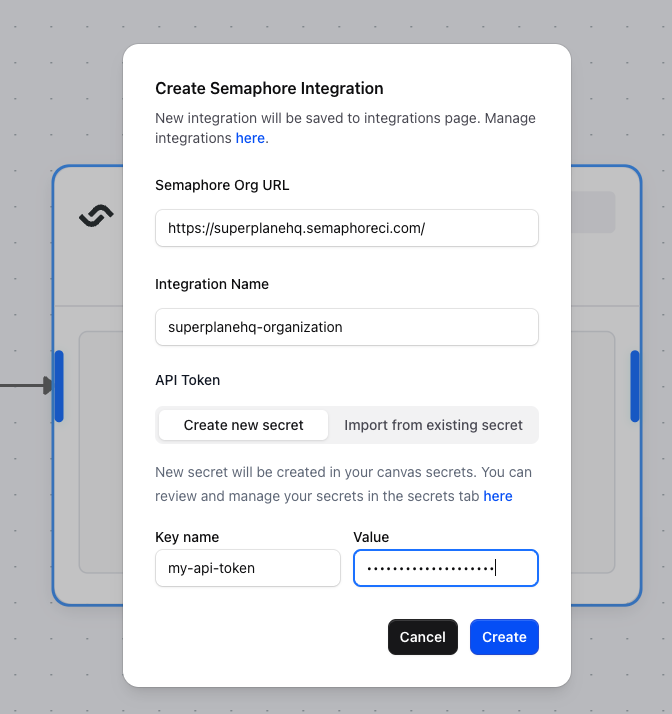 Create Semaphore Integration
New integration will be saved to integrations page. Manage
integrations here.
Semaphore Org URL
https://superplanehq.semaphoreci.com/
Integration Name
superplanehq-organization
API Token
Create new secret
Import from existing secret
New secret will be created in your canvas secrets. You can
review and manage your secrets in the secrets tab here
Key name
Value
my-api-token
••••••••••••••••••••
Cancel
Create